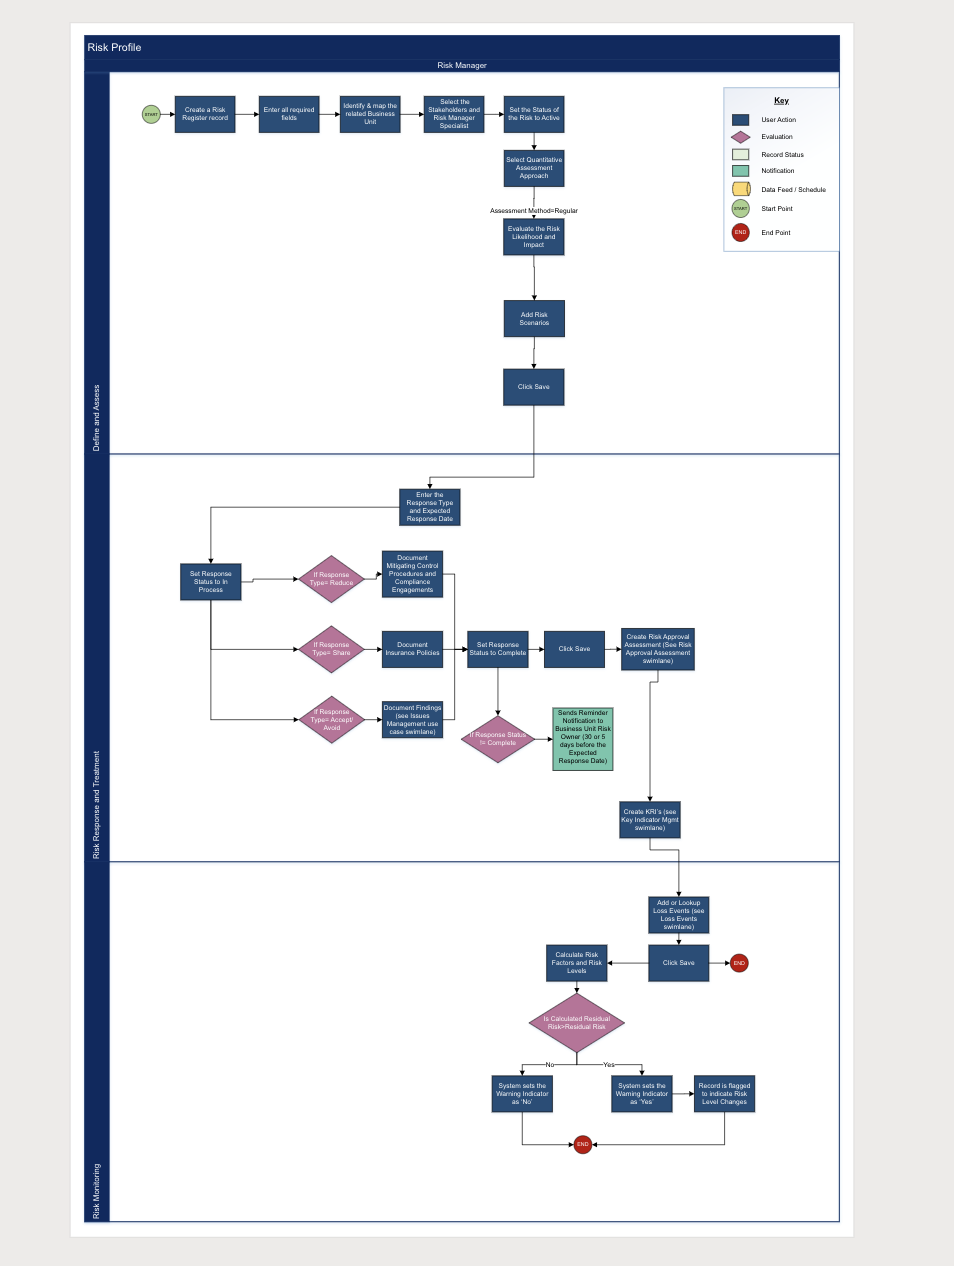 Risk Profile
Risk Manager
START
Create a Risk
Register record
Enter all required
fields
Identify & map the
related Business
Unit
Select the
Stakeholders and
Risk Manager
Specialist
Set the Status of
the Risk to Active
Key
User Action
Evaluation
Record Status
Notification
Data Feed / Schedule
START
Start Point
END
End Point
Select Quantitative
Assessment
Approach
Assessment Method=Regular
Evaluate the Risk
Likelihood and
Impact
Add Risk
Scenarios
Click Save
Define and Assess
Enter the
Response Type
and Expected
Response Date
Set Response
Status to In
Process
If Response
Type= Reduce
Document
Mitigating Control
Procedures and
Compliance
Engagements
If Response
Type= Share
Document
Insurance Policies
Set Response
Status to Complete
Click Save
Create Risk Approval
Assessment (See Risk
Approval Assessment
swimlane)
If Response
Type= Accept/
Avoid
Document Findings
(see Issues
Management use
case swimlane)
If Response Status
!= Complete
Sends Reminder
Notification to
Business Unit Risk
Owner (30 or 5
days before the
Expected
Response Date)
Create KRI's (see
Key Indicator Mgmt
swimlane)
Risk Response and Treatment
Add or Lookup
Loss Events (see
Loss Events
swimlane)
Calculate Risk
Factors and Risk
Levels
Click Save
END
Is Calculated Residual
Risk>Residual Risk
No
Yes
System sets the
Warning Indicator
as 'No'
System sets the
Warning Indicator
as 'Yes'
Record is flagged
to indicate Risk
Level Changes
END
Risk Monitoring